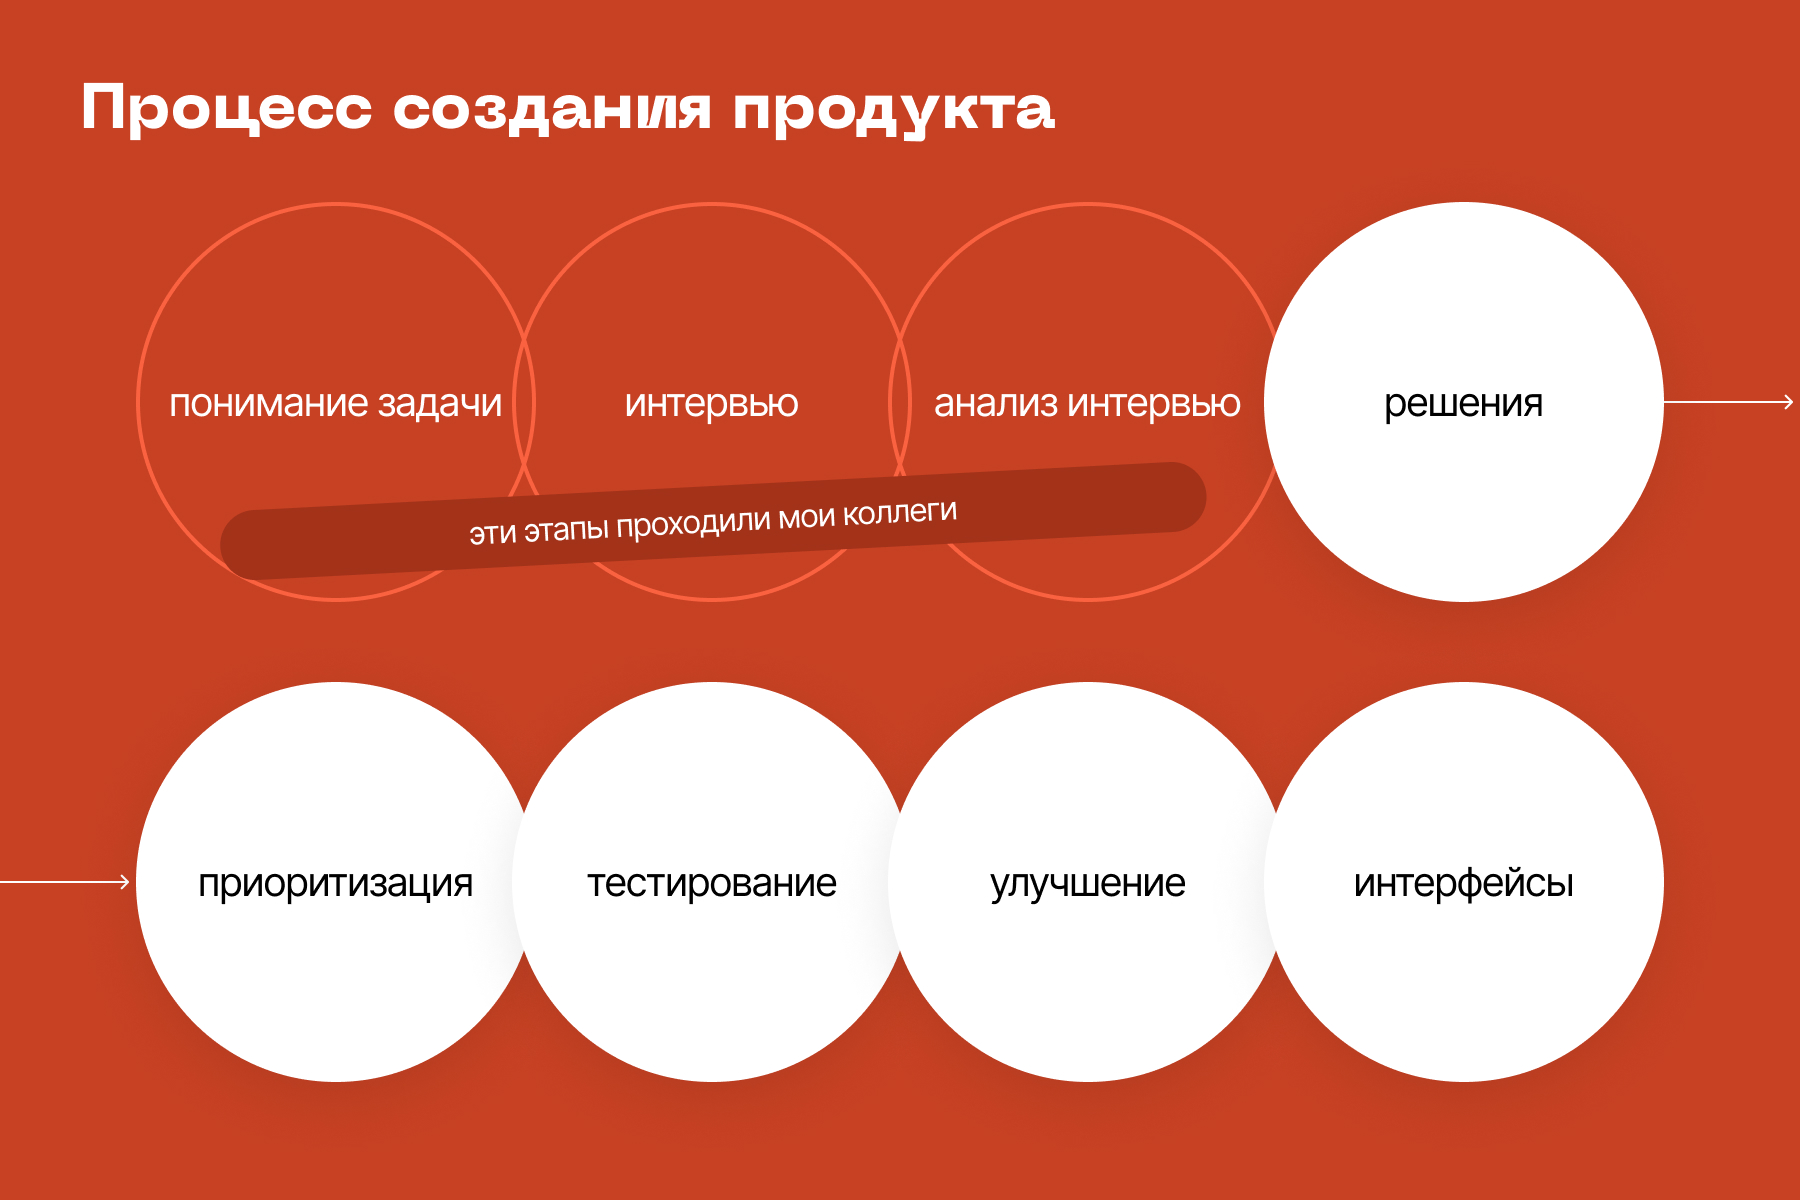 Процесс создания продукта
понимание задачи
интервью
анализ интервью
решения
эти этапы проходили мои коллеги
приоритизация
тестирование
улучшение
интерфейсы